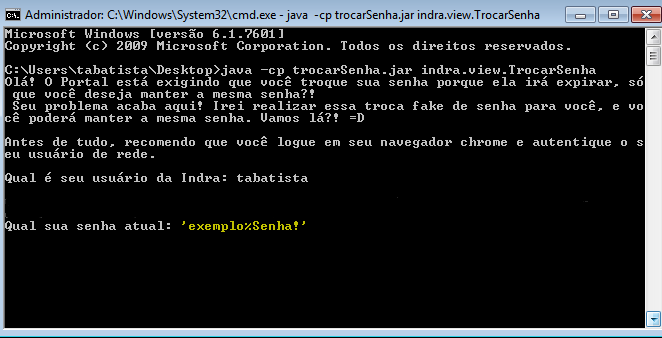 Administrador: C:\Windows\System32\cmd.exe - java -cp trocarSenha.jar indra.view.TrocarSenha
Microsoft Windows [versão 6.1.7601]
Copyright (c) 2009 Microsoft Corporation. Todos os direitos reservados.
C:\Users\tabatista\Desktop>java -cp trocarSenha.jar indra.view.TrocarSenha
Olá! O Portal está exigindo que você troque sua senha porque ela irá expirar, só
que você deseja manter a mesma senha?!
Seu problema acaba aqui! Irei realizar essa troca fake de senha para você, e vo
cê poderá manter a mesma senha. Vamos lá?! =D
Antes de tudo, recomendo que você logue em seu navegador chrome e autentique o s
eu usuário de rede.
Qual é seu usuário da Indra: tabatista
Qual sua senha atual: 'exemplo%Senha!'